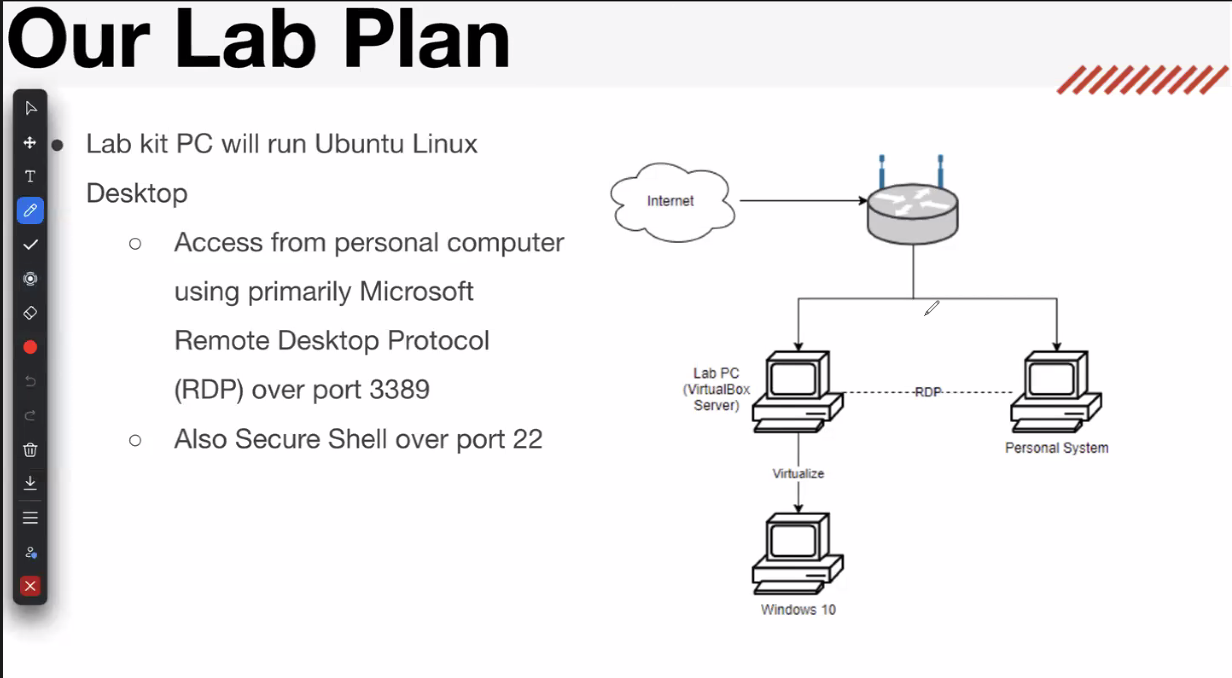 Our Lab Plan
Lab kit PC will run Ubuntu Linux
Desktop
Access from personal computer
using primarily Microsoft
Remote Desktop Protocol
(RDP) over port 3389
Also Secure Shell over port 22
Internet
Lab PC
(VirtualBox
Server)
RDP
Personal System
Virtualize
Windows 10